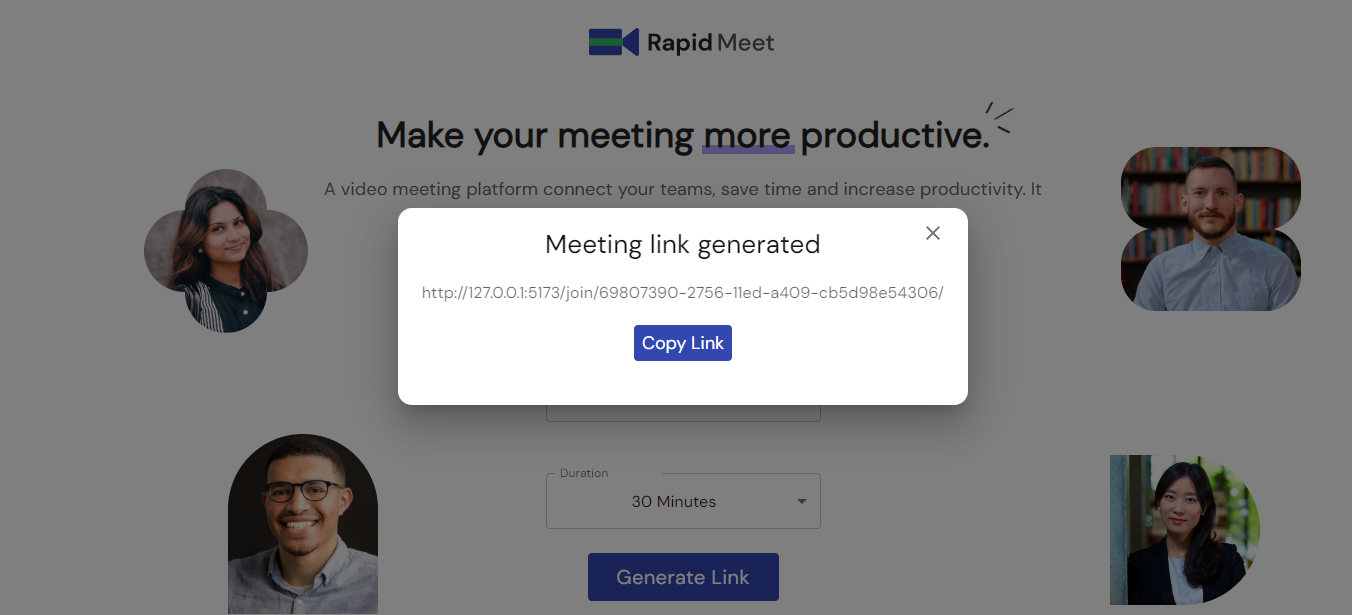 Rapid Meet
Make your meeting more productive.
A video meeting platform connect your teams, save time and increase productivity. It
Meeting link generated
http://127.0.0.1:5173/join/69807390-2756-11ed-a409-cb5d98e54306/
Copy Link
Duration
30 Minutes
Generate Link